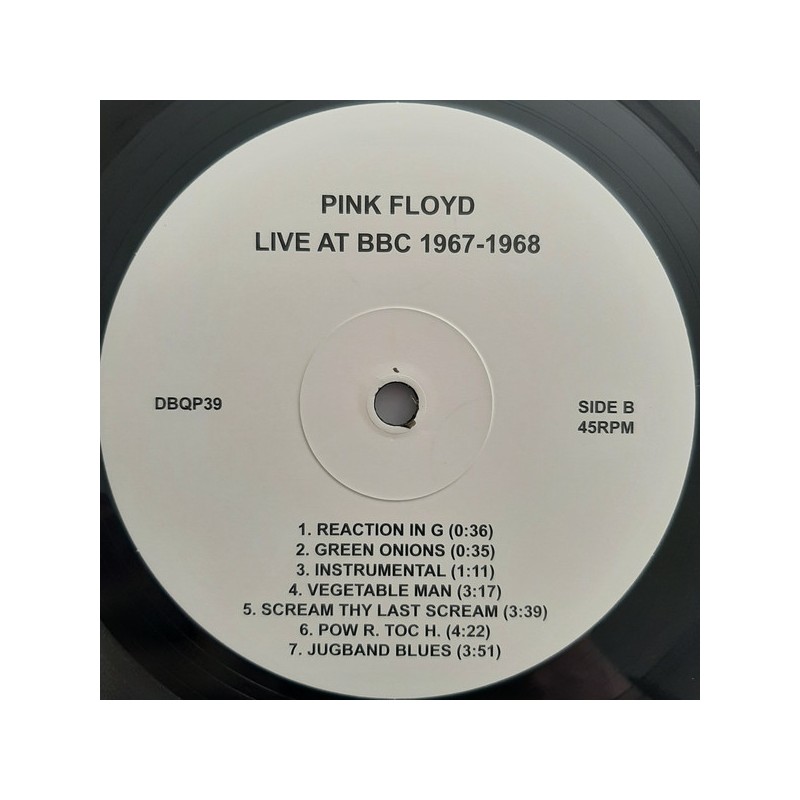 PINK FLOYD
LIVE AT BBC 1967-1968
DBQP39
SIDE B
45RPM
1. REACTION IN G (0:36)
2. GREEN ONIONS (0:35)
3. INSTRUMENTAL (1:11)
4. VEGETABLE MAN (3:17)
5. SCREAM THY LAST SCREAM (3:39)
6. POW R. TOC H. (4:22)
7. JUGBAND BLUES (3:51)